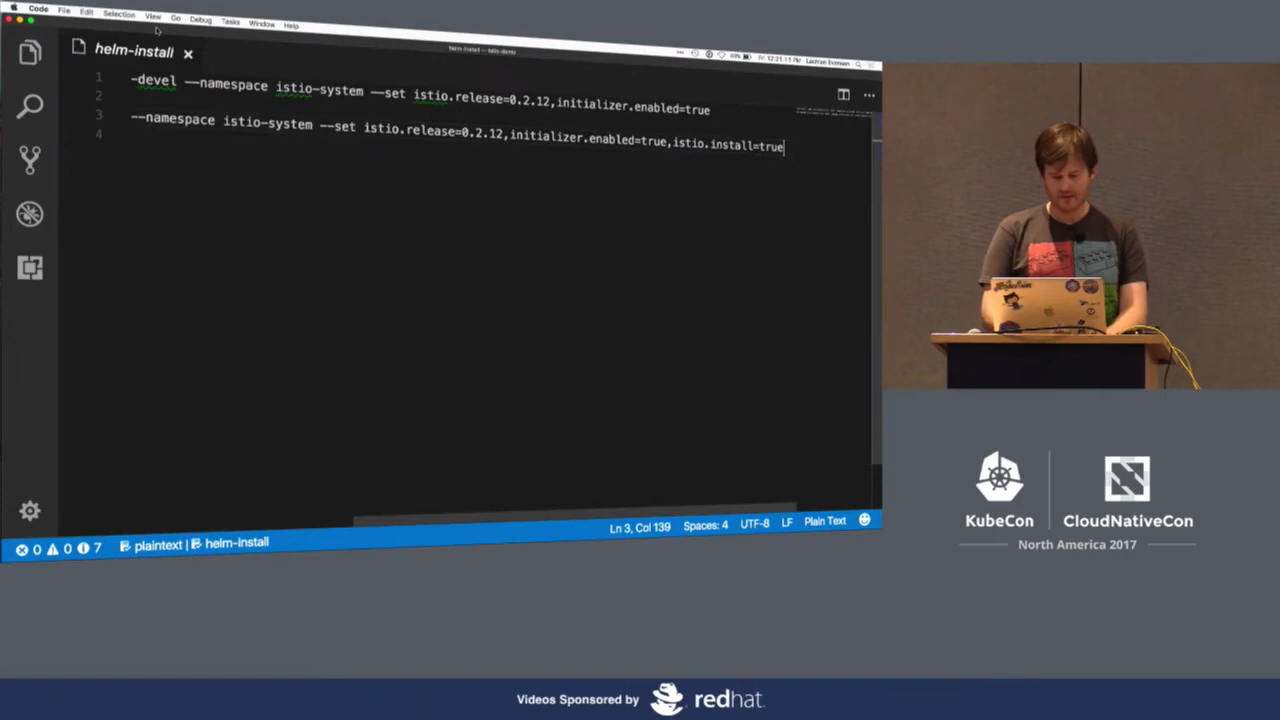 Code File Edit Selection View Go Debug Tasks Window Help
helm-install
1 -devel --namespace istio-system --set istio.release=0.2.12,initializer.enabled=true
2
3 --namespace istio-system --set istio.release=0.2.12,initializer.enabled=true,istio.install=true
4
Ln 3, Col 139 Spaces: 4 UTF-8 LF Plain Text
0 0 7 plaintext | helm-install
KubeCon CloudNativeCon
North America 2017
Videos Sponsored by redhat.